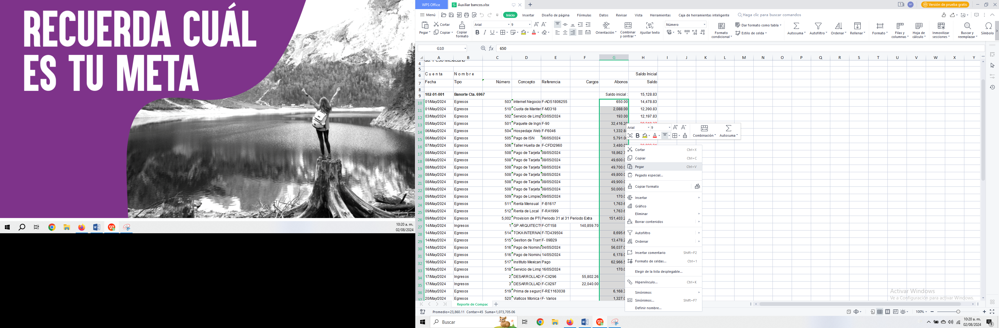 RECUERDA CUÁL
ES TU META
10:20 a. m.
02/08/2024
WPS Office
Auxiliar bancos.xlsx
Versión de prueba gratis
Menú
Inicio
Insertar
Diseño de página
Fórmulas
Datos
Revisar
Vista
Herramientas
Caja de herramientas inteligente
Haga clic para buscar comandos
Pegar
Cortar
Copiar
Copiar formato
Arial
9
Orientación
Combinar y centrar
Ajustar texto
Número
Formato condicional
Dar formato como tabla
Estilo de celda
Autosuma
Autofiltro
Ordenar
Rellenar
Formato
Filas y columnas
Hoja de cálculo
Inmovilizar secciones
Buscar y reemplazar
Símbolo
G10
fx 650
A B C D E F G H I J K L M N O P Q R S T U V W X Y
4 da: Peso Mexicano
5
6 C u e n t a N o m b r e Saldo Inicial
7 Fecha Tipo Número Concepto Referencia Cargos Abonos Saldo
8
9 102-01-001 Banorte Cta. 6967 Saldo inicial : 15,128.83
10 01/May/2024 Egresos 503 Internet Negocio F-ADS1806255 650.00 14,478.83
11 01/May/2024 Egresos 510 Cuota de Manter F-M3318 2,088.00 12,390.83
12 03/May/2024 Egresos 502 Servicio de Limp 03/05/2024 193.00 12,197.83
13 05/May/2024 Egresos 501 Paquete de Ingr F-90 32,416.20
14 06/May/2024 Egresos 504 Hospedaje Web F-F6046 1,332.8
15 06/May/2024 Egresos 505 Pago de ISN 06/05/2024 5,791.0
16 07/May/2024 Egresos 506 Taller Huella de F-CFDI2960 3,480.0
17 08/May/2024 Egresos 508 Pago de Tarjeta 08/05/2024 18,862.7
18 08/May/2024 Egresos 508 Pago de Tarjeta 08/05/2024 49,600.0
19 08/May/2024 Egresos 508 Pago de Tarjeta 08/05/2024 49,700.0
20 08/May/2024 Egresos 508 Pago de Tarjeta 08/05/2024 49,800.0
21 08/May/2024 Egresos 508 Pago de Tarjeta 08/05/2024 49,900.0
22 08/May/2024 Egresos 508 Pago de Tarjeta 08/05/2024 50,000.0
23 09/May/2024 Egresos 509 Pago de Limpie 09/05/2024 170.0
24 09/May/2024 Egresos 511 Renta Mensual F-B1617 1,763.6
25 09/May/2024 Egresos 512 Renta de Local F-RA1999 1,763.6
26 09/May/2024 Egresos 5,002 Provision de PTU Periodo 31 al 31 Periodo Extra 151,403.2
27 14/May/2024 Ingresos 1 GP ARQUITECTU F-OT158 140,859.70
28 14/May/2024 Egresos 514 TOKA INTERNAC F-TD439504 8,695.6
29 14/May/2024 Egresos 515 Gestion de Tram F- 09B29 13,478.2
30 14/May/2024 Egresos 516 Pago de Nomina 04/05/2024 56,037.0
31 14/May/2024 Egresos 516 Pago de Nomina 14/05/2024 6,178.0
32 16/May/2024 Egresos 517 Instituto Mexican Pago 62,966.5
33 16/May/2024 Egresos 518 Servicio de Limp 16/05/2024 170.0
34 17/May/2024 Ingresos 2 DESARROLLAD F-CX296 55,802.26
35 17/May/2024 Ingresos 3 DESARROLLAD F-CX297 22,040.00
36 20/May/2024 Egresos 519 Prima de seguro F-RE1163038 6,168.3
37 20/May/2024 Egresos 520 Viaticos Monica F- Varios 1,327.0
Arial 9
Combinación
Autosuma
Cortar Ctrl+X
Copiar Ctrl+C
Pegar Ctrl+V
Pegado especial...
Copiar formato
Insertar
Gráfico
Eliminar
Borrar contenidos
Autofiltro
Ordenar
Insertar comentario Shift+F2
Formato de celdas... Ctrl+1
Elegir de la lista desplegable...
Hipervínculo... Ctrl+K
Sinónimos
Sinónimos... Shift+F7
Definir nombre...
Activar Windows
Ve a Configuración para activar Windows.
Reporte de Compac
Promedio=23,860.11 Contar=45 Suma=1,073,705.06
100%
Buscar
10:20 a. m.
02/08/2024
3